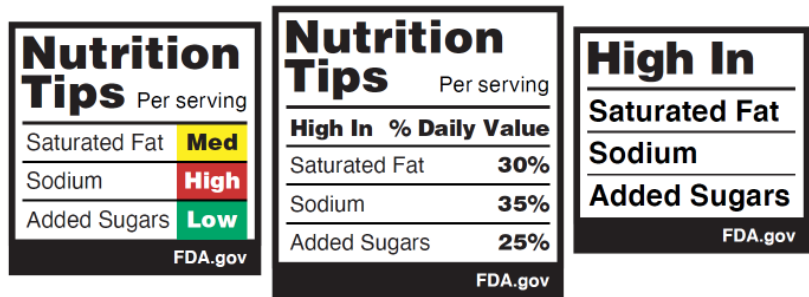 Nutrition
Tips Per serving
Saturated Fat Med
Sodium High
Added Sugars Low
FDA.gov
Nutrition
Tips Per serving
High In % Daily Value
Saturated Fat 30%
Sodium 35%
Added Sugars 25%
FDA.gov
High In
Saturated Fat
Sodium
Added Sugars
FDA.gov